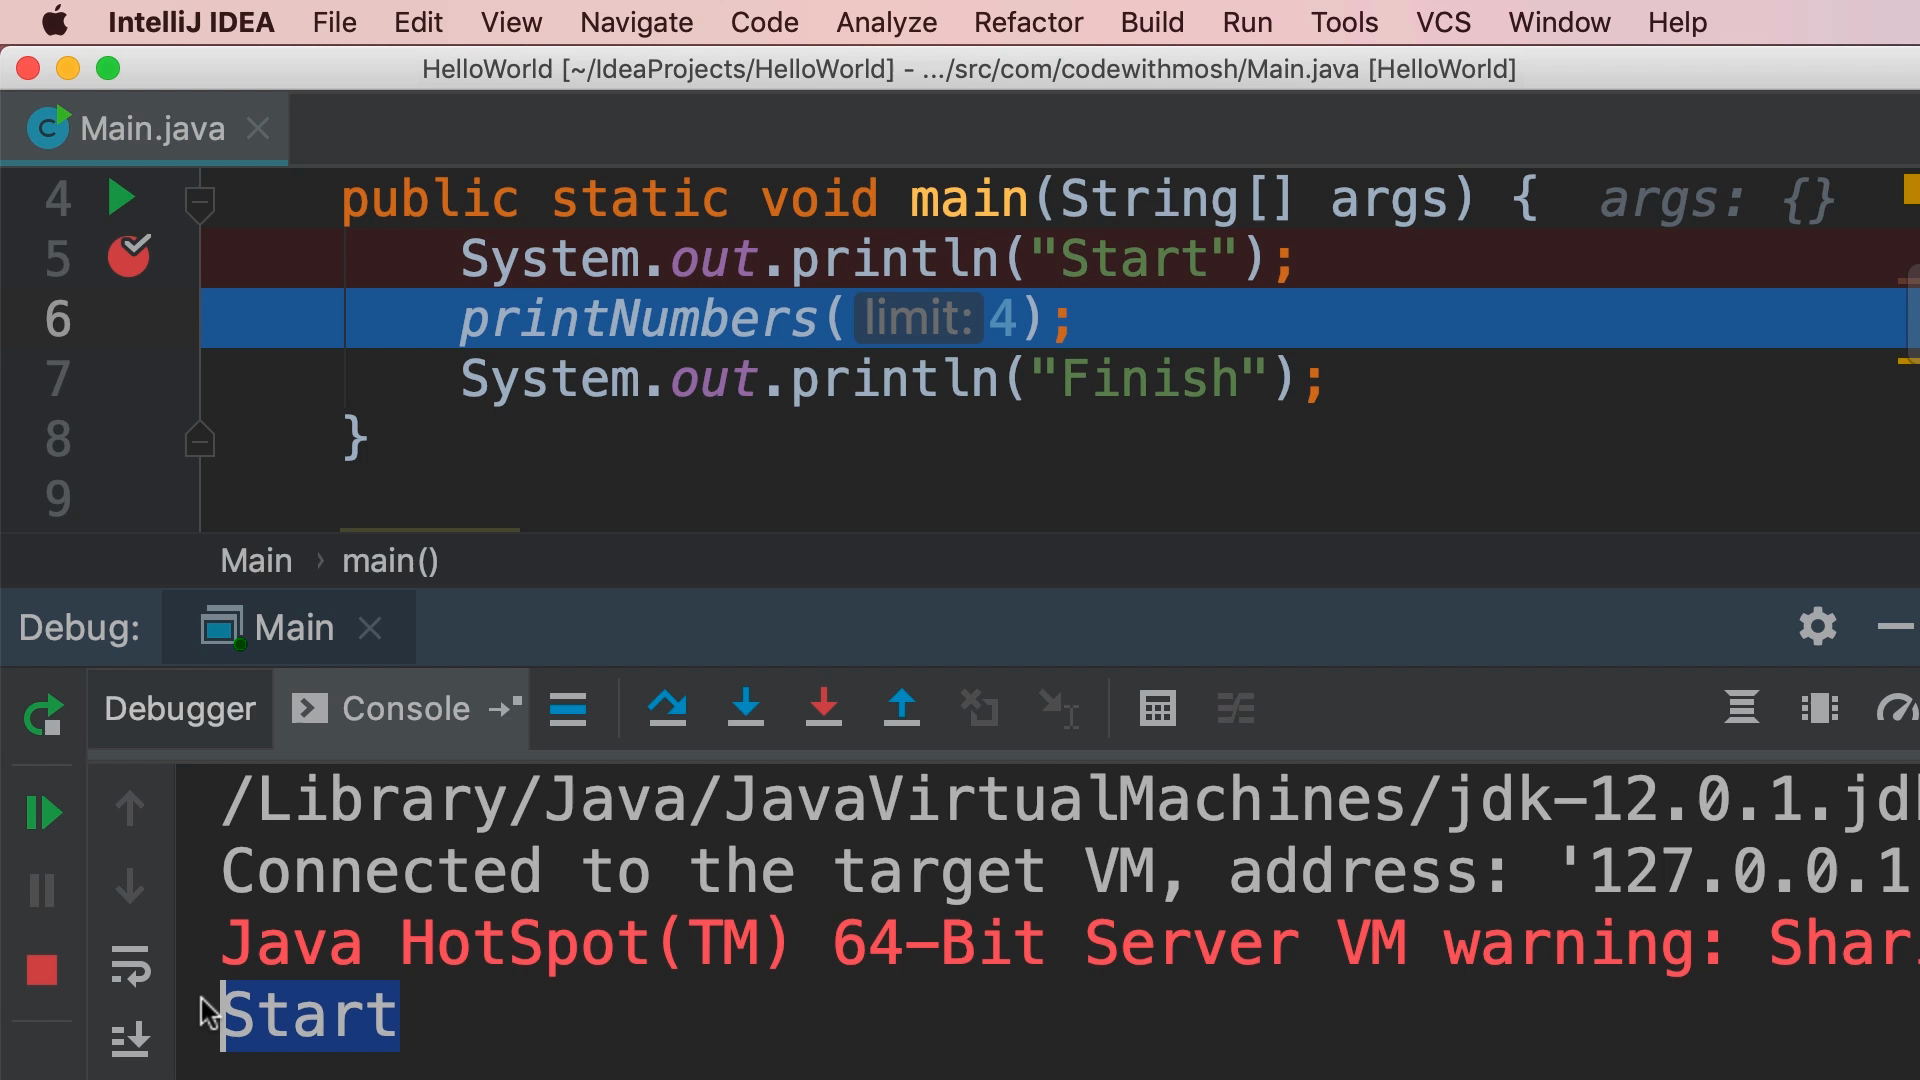 IntelliJ IDEA File Edit View Navigate Code Analyze Refactor Build Run Tools VCS Window Help
HelloWorld [~/IdeaProjects/HelloWorld] - .../src/com/codewithmosh/Main.java [HelloWorld]
C Main.java
4 public static void main(String[] args) { args: {}
5 System.out.println("Start");
6 printNumbers( limit: 4);
7 System.out.println("Finish");
8 }
9
Main › main()
Debug: Main
Debugger Console
/Library/Java/JavaVirtualMachines/jdk-12.0.1.jd
Connected to the target VM, address: '127.0.0.1
Java HotSpot(TM) 64-Bit Server VM warning: Shar
Start